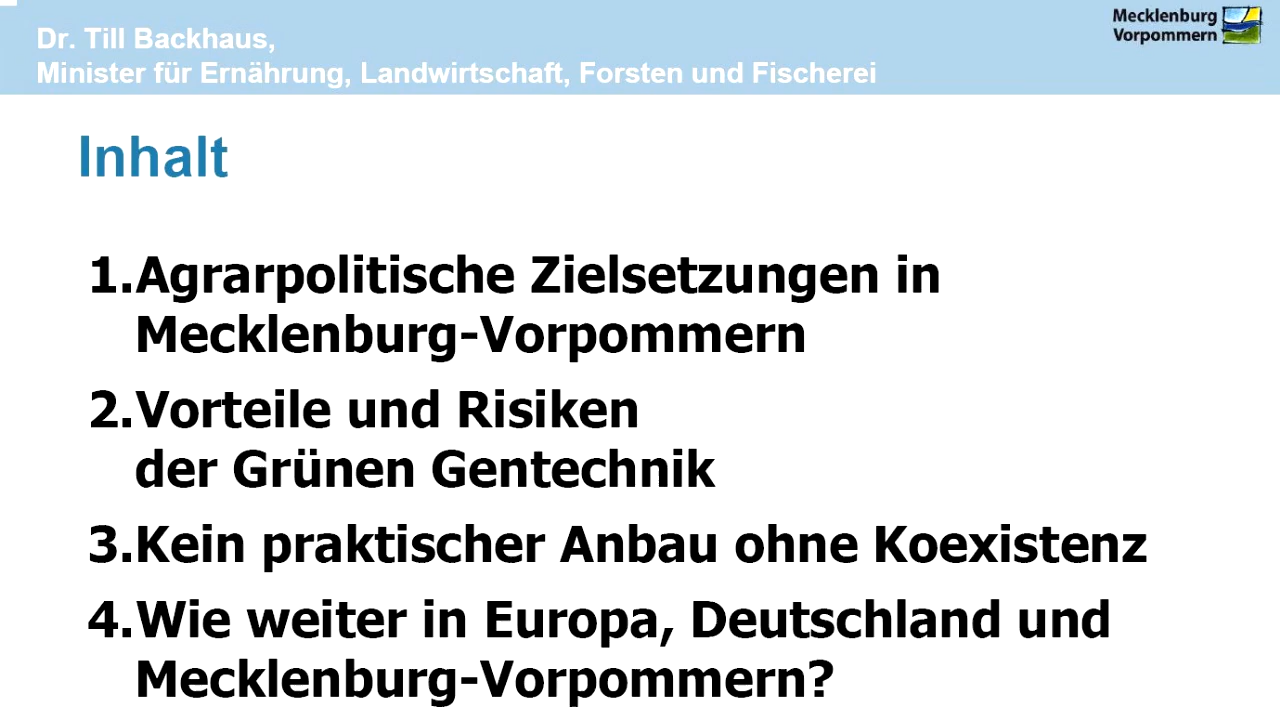 Dr. Till Backhaus,
Minister für Ernährung, Landwirtschaft, Forsten und Fischerei
Mecklenburg
Vorpommern
Inhalt
1.Agrarpolitische Zielsetzungen in
Mecklenburg-Vorpommern
2.Vorteile und Risiken
der Grünen Gentechnik
3.Kein praktischer Anbau ohne Koexistenz
4.Wie weiter in Europa, Deutschland und
Mecklenburg-Vorpommern?